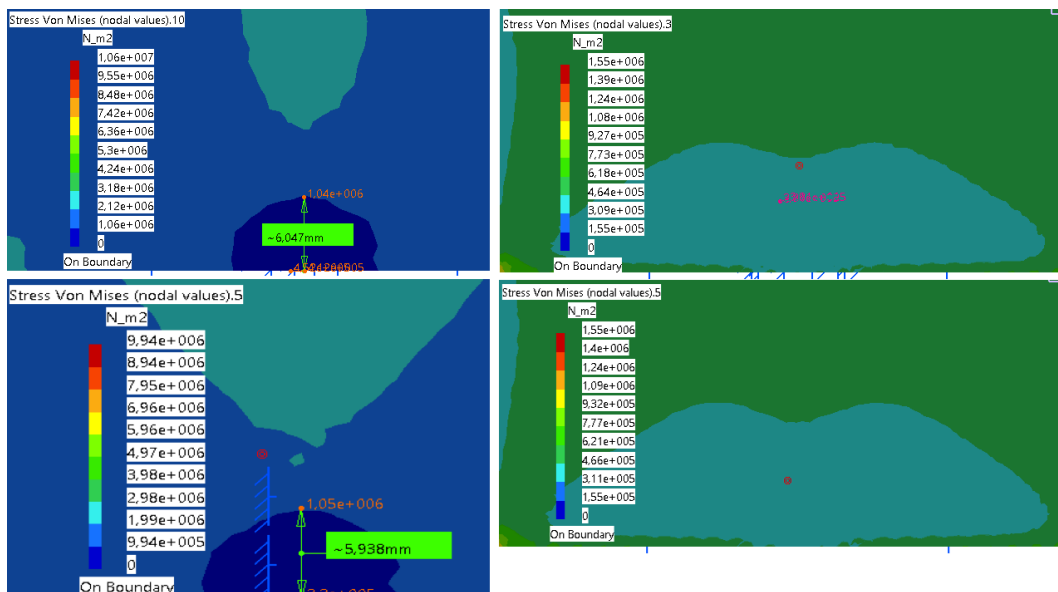 Stress Von Mises (nodal values).10
N_m2
1,06e+007
9,55e+006
8,48e+006
7,42e+006
6,36e+006
5,3e+006
4,24e+006
3,18e+006
2,12e+006
1,06e+006
0
On Boundary
1,04e+006
~6,047mm
Stress Von Mises (nodal values).3
N_m2
1,55e+006
1,39e+006
1,24e+006
1,08e+006
9,27e+005
7,73e+005
6,18e+005
4,64e+005
3,09e+005
1,55e+005
0
On Boundary
Stress Von Mises (nodal values).5
N_m2
9,94e+006
8,94e+006
7,95e+006
6,96e+006
5,96e+006
4,97e+006
3,98e+006
2,98e+006
1,99e+006
9,94e+005
0
On Boundary
1,05e+006
~5,938mm
Stress Von Mises (nodal values).5
N_m2
1,55e+006
1,4e+006
1,24e+006
1,09e+006
9,32e+005
7,77e+005
6,21e+005
4,66e+005
3,11e+005
1,55e+005
0
On Boundary